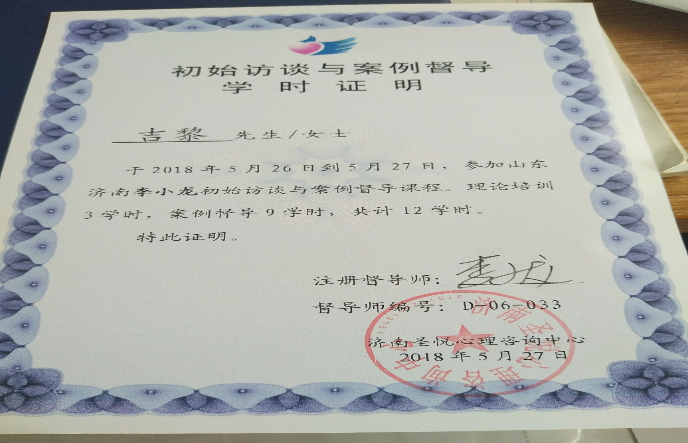 初始访谈与案例督导
学时证明
吉黎 先生/女士
于2018年5月26日到5月27日，参加山东
济南李小龙初始访谈与案例督导课程。理论培训
3学时，案例督导9学时，共计12学时。
特此证明。
注册督导师：
督导师编号：D-06-033
济南圣悦心理咨询中心
2018年5月27日